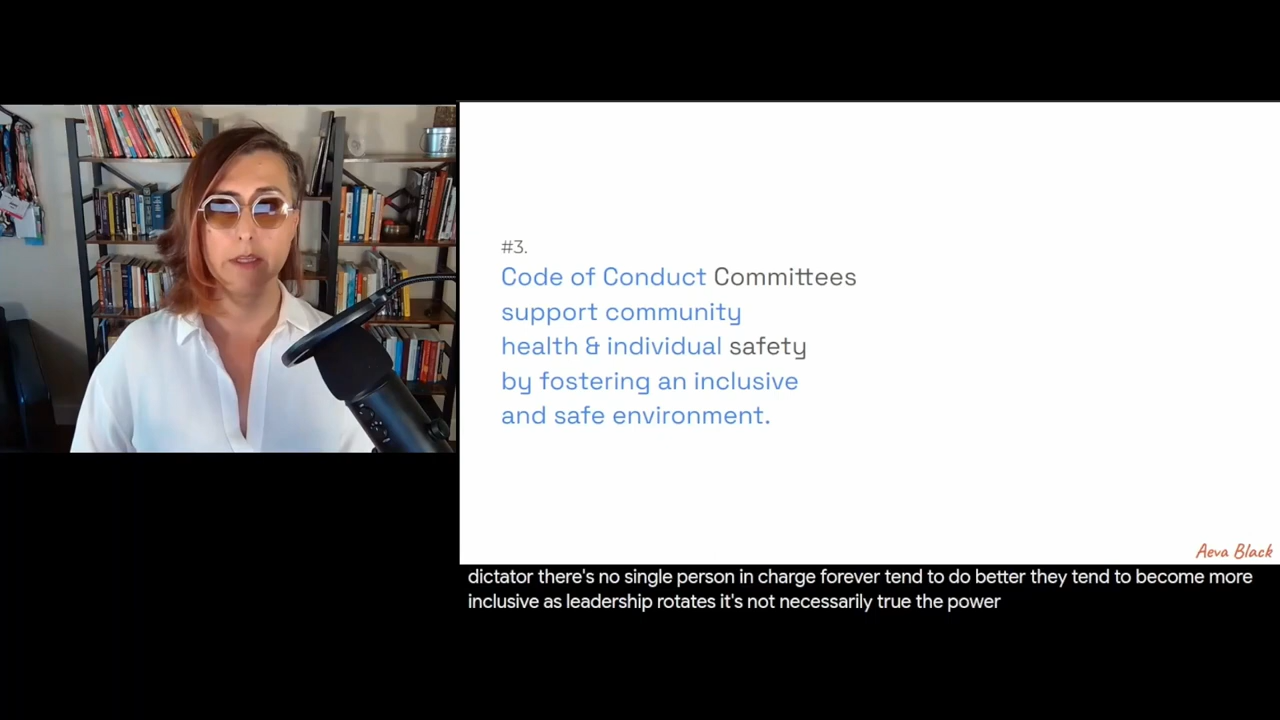 #3.
Code of Conduct Committees
support community
health & individual safety
by fostering an inclusive
and safe environment.
Aeva Black
dictator there's no single person in charge forever tend to do better they tend to become more
inclusive as leadership rotates it's not necessarily true the power